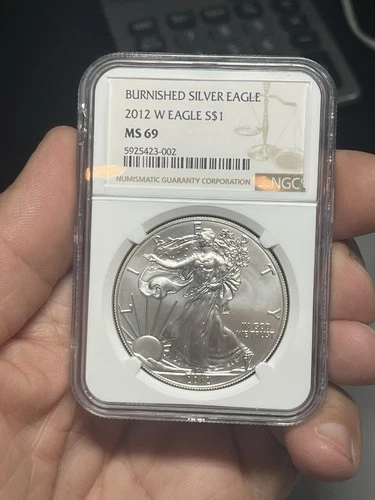 BURNISHED SILVER EAGLE
2012 W EAGLE S$1
MS 69
5925423-002
NUMISMATIC GUARANTY CORPORATION
NGC
LIBERTY
IN GOD
WE TRUST
2012